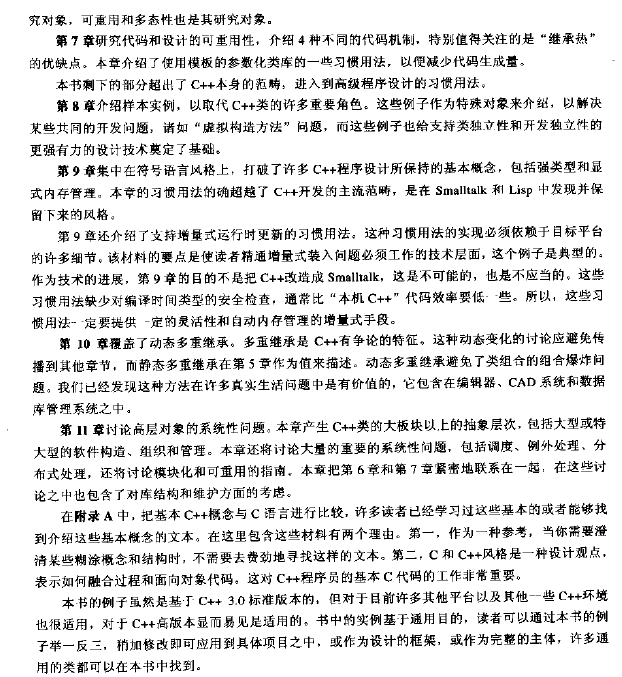 究对象，可重用和多态性也是其研究对象。
第7章研究代码和设计的可重用性，介绍4种不同的代码机制，特别值得关注的是“继承热”
的优缺点。本章介绍了使用模板的参数化类库的一些习惯用法，以便减少代码生成量。
本书剩下的部分超出了C++本身的范畴，进入到高级程序设计的习惯用法。
第8章介绍样本实例，以取代C++类的许多重要角色。这些例子作为特殊对象来介绍，以解决
某些共同的开发问题，诸如“虚拟构造方法”问题，而这些例子也给支持类独立性和开发独立性的
更强有力的设计技术奠定了基础。
第9章集中在符号语言风格上，打破了许多C++程序设计所保持的基本概念，包括强类型和显
式内存管理。本章的习惯用法的确超越了C++开发的主流范畴，是在Smalltalk和Lisp中发现并保
留下来的风格。
第9章还介绍了支持增量式运行时更新的习惯用法。这种习惯用法的实现必须依赖于目标平台
的许多细节。该材料的要点是使读者精通增量式装入问题必须工作的技术层面，这个例子是典型的。
作为技术的进展，第9章的目的不是把C++改造成Smalltalk，这是不可能的，也是不应当的。这些
习惯用法缺少对编译时间类型的安全检查，通常比“本机C++”代码效率要低一些。所以，这些习
惯用法一定要提供一定的灵活性和自动内存管理的增量式手段。
第10章覆盖了动态多重继承。多重继承是C++有争论的特征。这种动态变化的讨论应避免传
播到其他章节，而静态多重继承在第5章作为值来描述。动态多重继承避免了类组合的组合爆炸问
题。我们已经发现这种方法在许多真实生活问题中是有价值的，它包含在编辑器、CAD系统和数据
库管理系统之中。
第11章讨论高层对象的系统性问题。本章产生C++类的大板块以上的抽象层次，包括大型或特
大型的软件构造、组织和管理。本章还将讨论大量的重要的系统性问题，包括调度、例外处理、分
布式处理，还将讨论模块化和可重用的指南。本章把第6章和第7章紧密地联系在一起，在这些讨
论之中也包含了对库结构和维护方面的考虑。
在附录A中，把基本C++概念与C语言进行比较，许多读者已经学习过这些基本的或者能够找
到介绍这些基本概念的文本。在这里包含这些材料有两个理由。第一，作为一种参考，当你需要澄
清某些糊涂概念和结构时，不需要去费劲地寻找这样的文本。第二，C和C++风格是一种设计观点，
表示如何融合过程和面向对象代码。这对C++程序员的基本C代码的工作非常重要。
本书的例子虽然是基于C++ 3.0标准版本的，但对于目前许多其他平台以及其他一些C++环境
也很适用，对于C++高版本显而易见是适用的。书中的实例基于通用目的，读者可以通过本书的例
子举一反三，稍加修改即可应用到具体项目之中，或作为设计的框架，或作为完整的主体，许多通
用的类都可以在本书中找到。